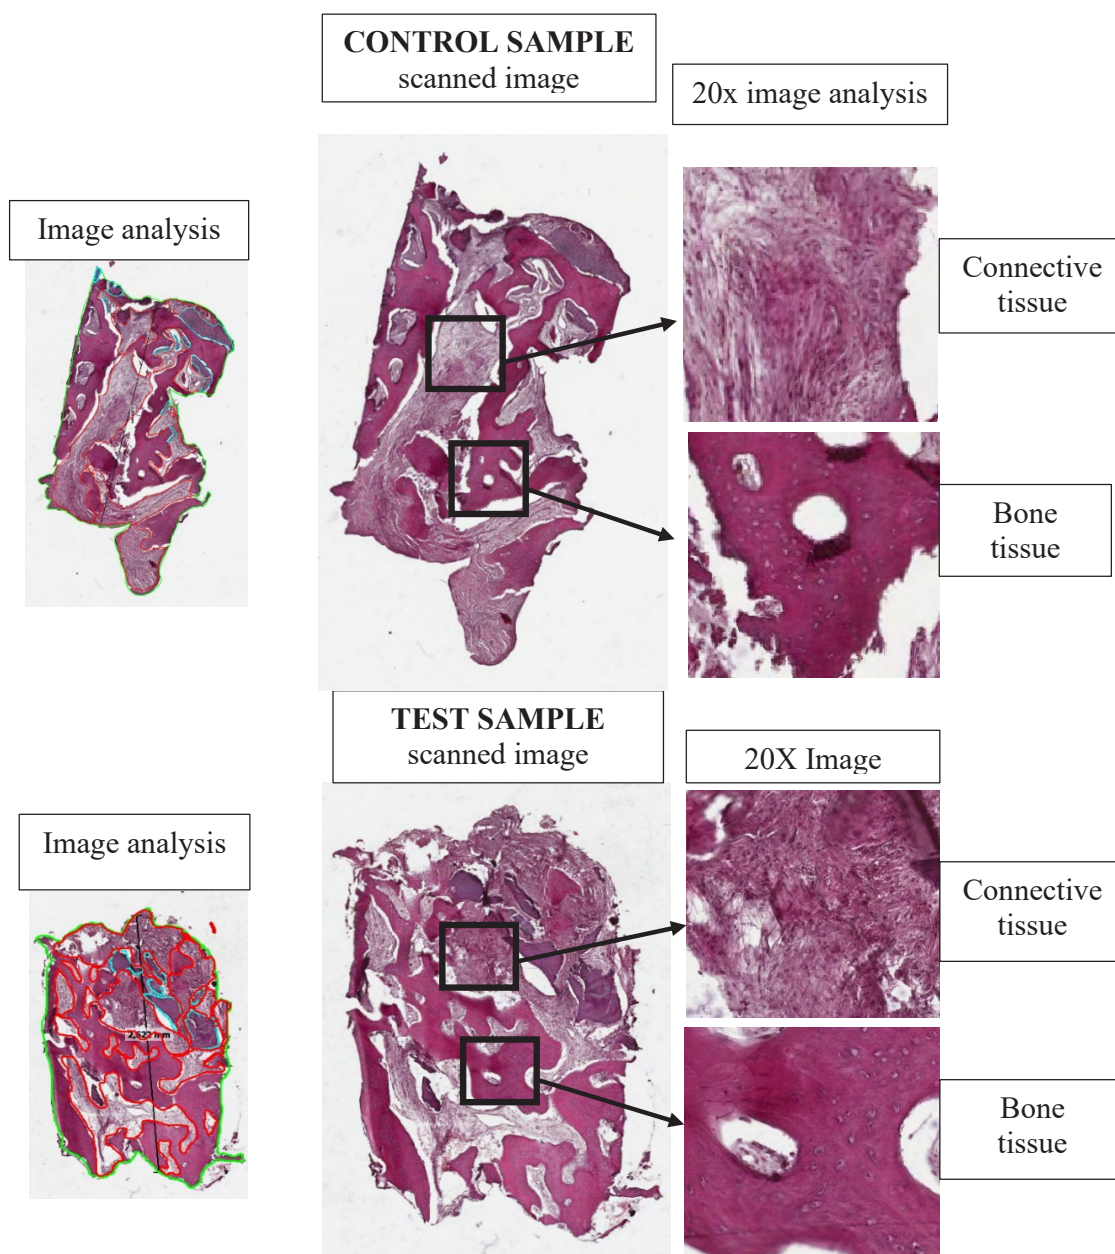 CONTROL SAMPLE
scanned image
20x image analysis
Image analysis
Connective
tissue
Bone
tissue
TEST SAMPLE
scanned image
20X Image
Image analysis
Connective
tissue
Bone
tissue